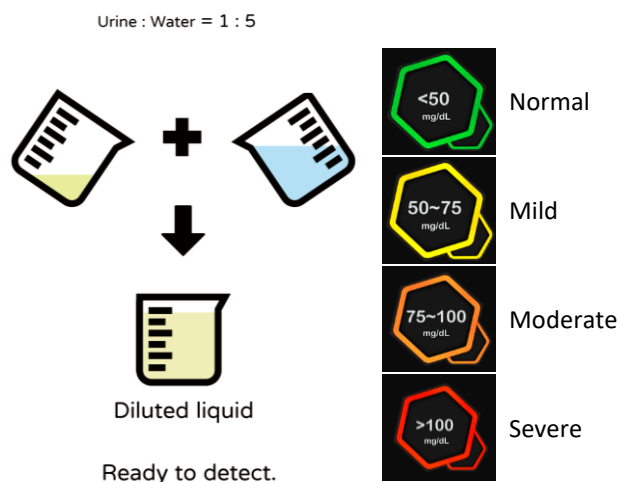 Urine : Water = 1 : 5
<50
mg/dL
Normal
50~75
mg/dL
Mild
75~100
mg/dL
Moderate
>100
mg/dL
Severe
Diluted liquid
Ready to detect.